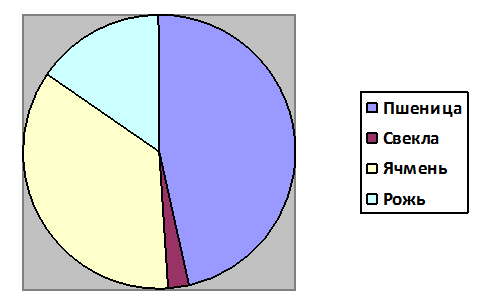 Пшеница
Свекла
Ячмень
Рожь